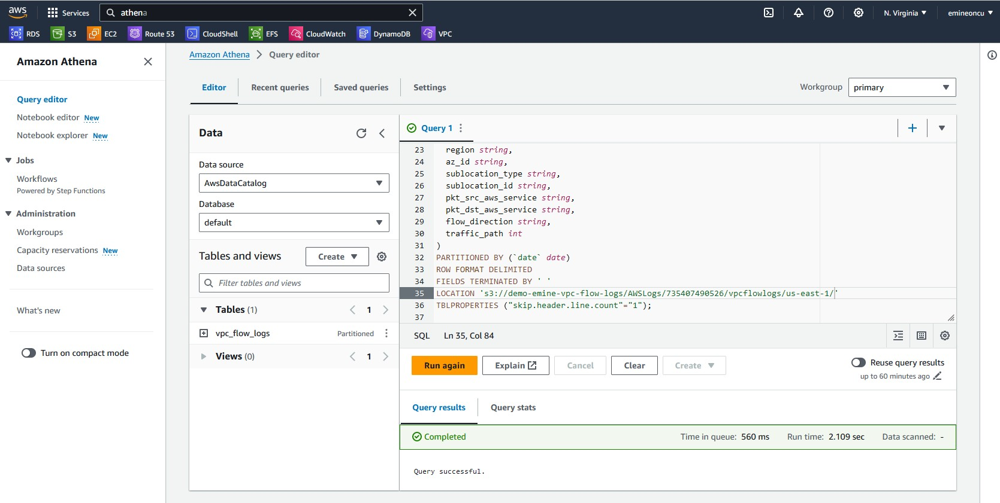 aws
Services
athena
N. Virginia
emineoncu
RDS
S3
EC2
Route 53
CloudShell
EFS
CloudWatch
DynamoDB
VPC
Amazon Athena
Query editor
Notebook editor New
Notebook explorer New
Jobs
Workflows
Powered by Step Functions
Administration
Workgroups
Capacity reservations New
Data sources
What's new
Turn on compact mode
Amazon Athena > Query editor
Editor
Recent queries
Saved queries
Settings
Workgroup
primary
Data
Data source
AwsDataCatalog
Database
default
Tables and views
Create
Filter tables and views
Tables (1)
1
vpc_flow_logs
Partitioned
Views (0)
1
Query 1
23 region string,
24 az_id string,
25 sublocation_type string,
26 sublocation_id string,
27 pkt_src_aws_service string,
28 pkt_dst_aws_service string,
29 flow_direction string,
30 traffic_path int
31 )
32 PARTITIONED BY (`date` date)
33 ROW FORMAT DELIMITED
34 FIELDS TERMINATED BY ' '
35 LOCATION 's3://demo-emine-vpc-flow-logs/AWSLogs/735407490526/vpcflowlogs/us-east-1/'
36 TBLPROPERTIES ("skip.header.line.count"="1");
37
SQL
Ln 35, Col 84
Run again
Explain
Cancel
Clear
Create
Reuse query results
up to 60 minutes ago
Query results
Query stats
Completed
Time in queue: 560 ms
Run time: 2.109 sec
Data scanned: -
Query successful.